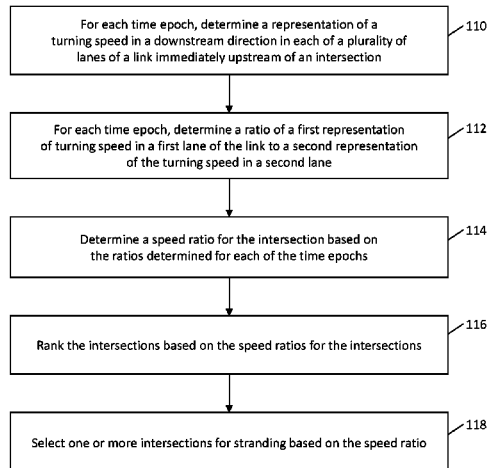 For each time epoch, determine a representation of a
turning speed in a downstream direction in each of a plurality of
lanes of a link immediately upstream of an intersection
110
For each time epoch, determine a ratio of a first representation
of turning speed in a first lane of the link to a second representation
of the turning speed in a second lane
112
Determine a speed ratio for the intersection based on
the ratios determined for each of the time epochs
114
Rank the intersections based on the speed ratios for the intersections
116
Select one or more intersections for stranding based on the speed ratio
118